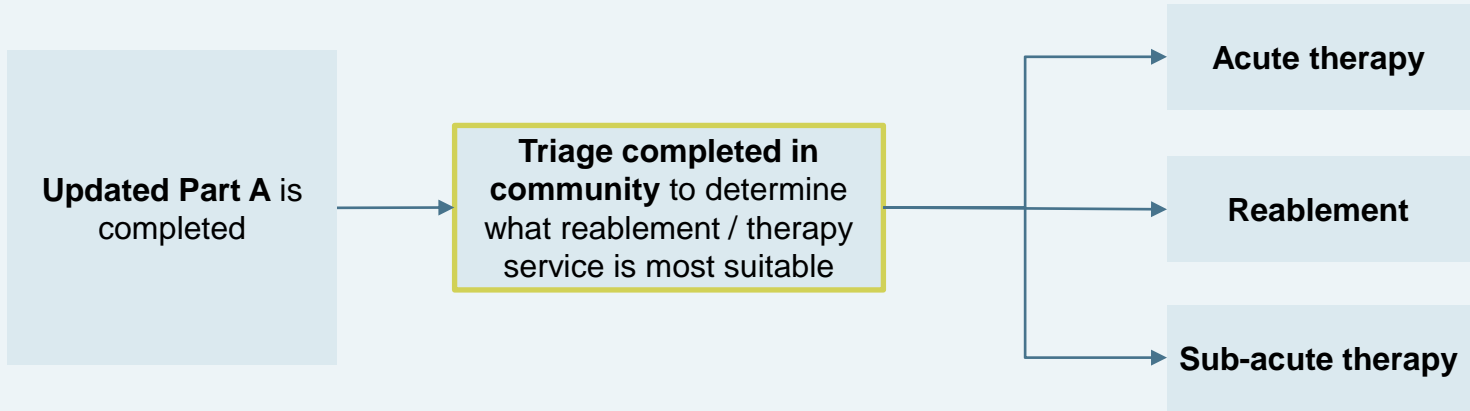 Updated Part A is
completed
Triage completed in
community to determine
what reablement / therapy
service is most suitable
Acute therapy
Reablement
Sub-acute therapy